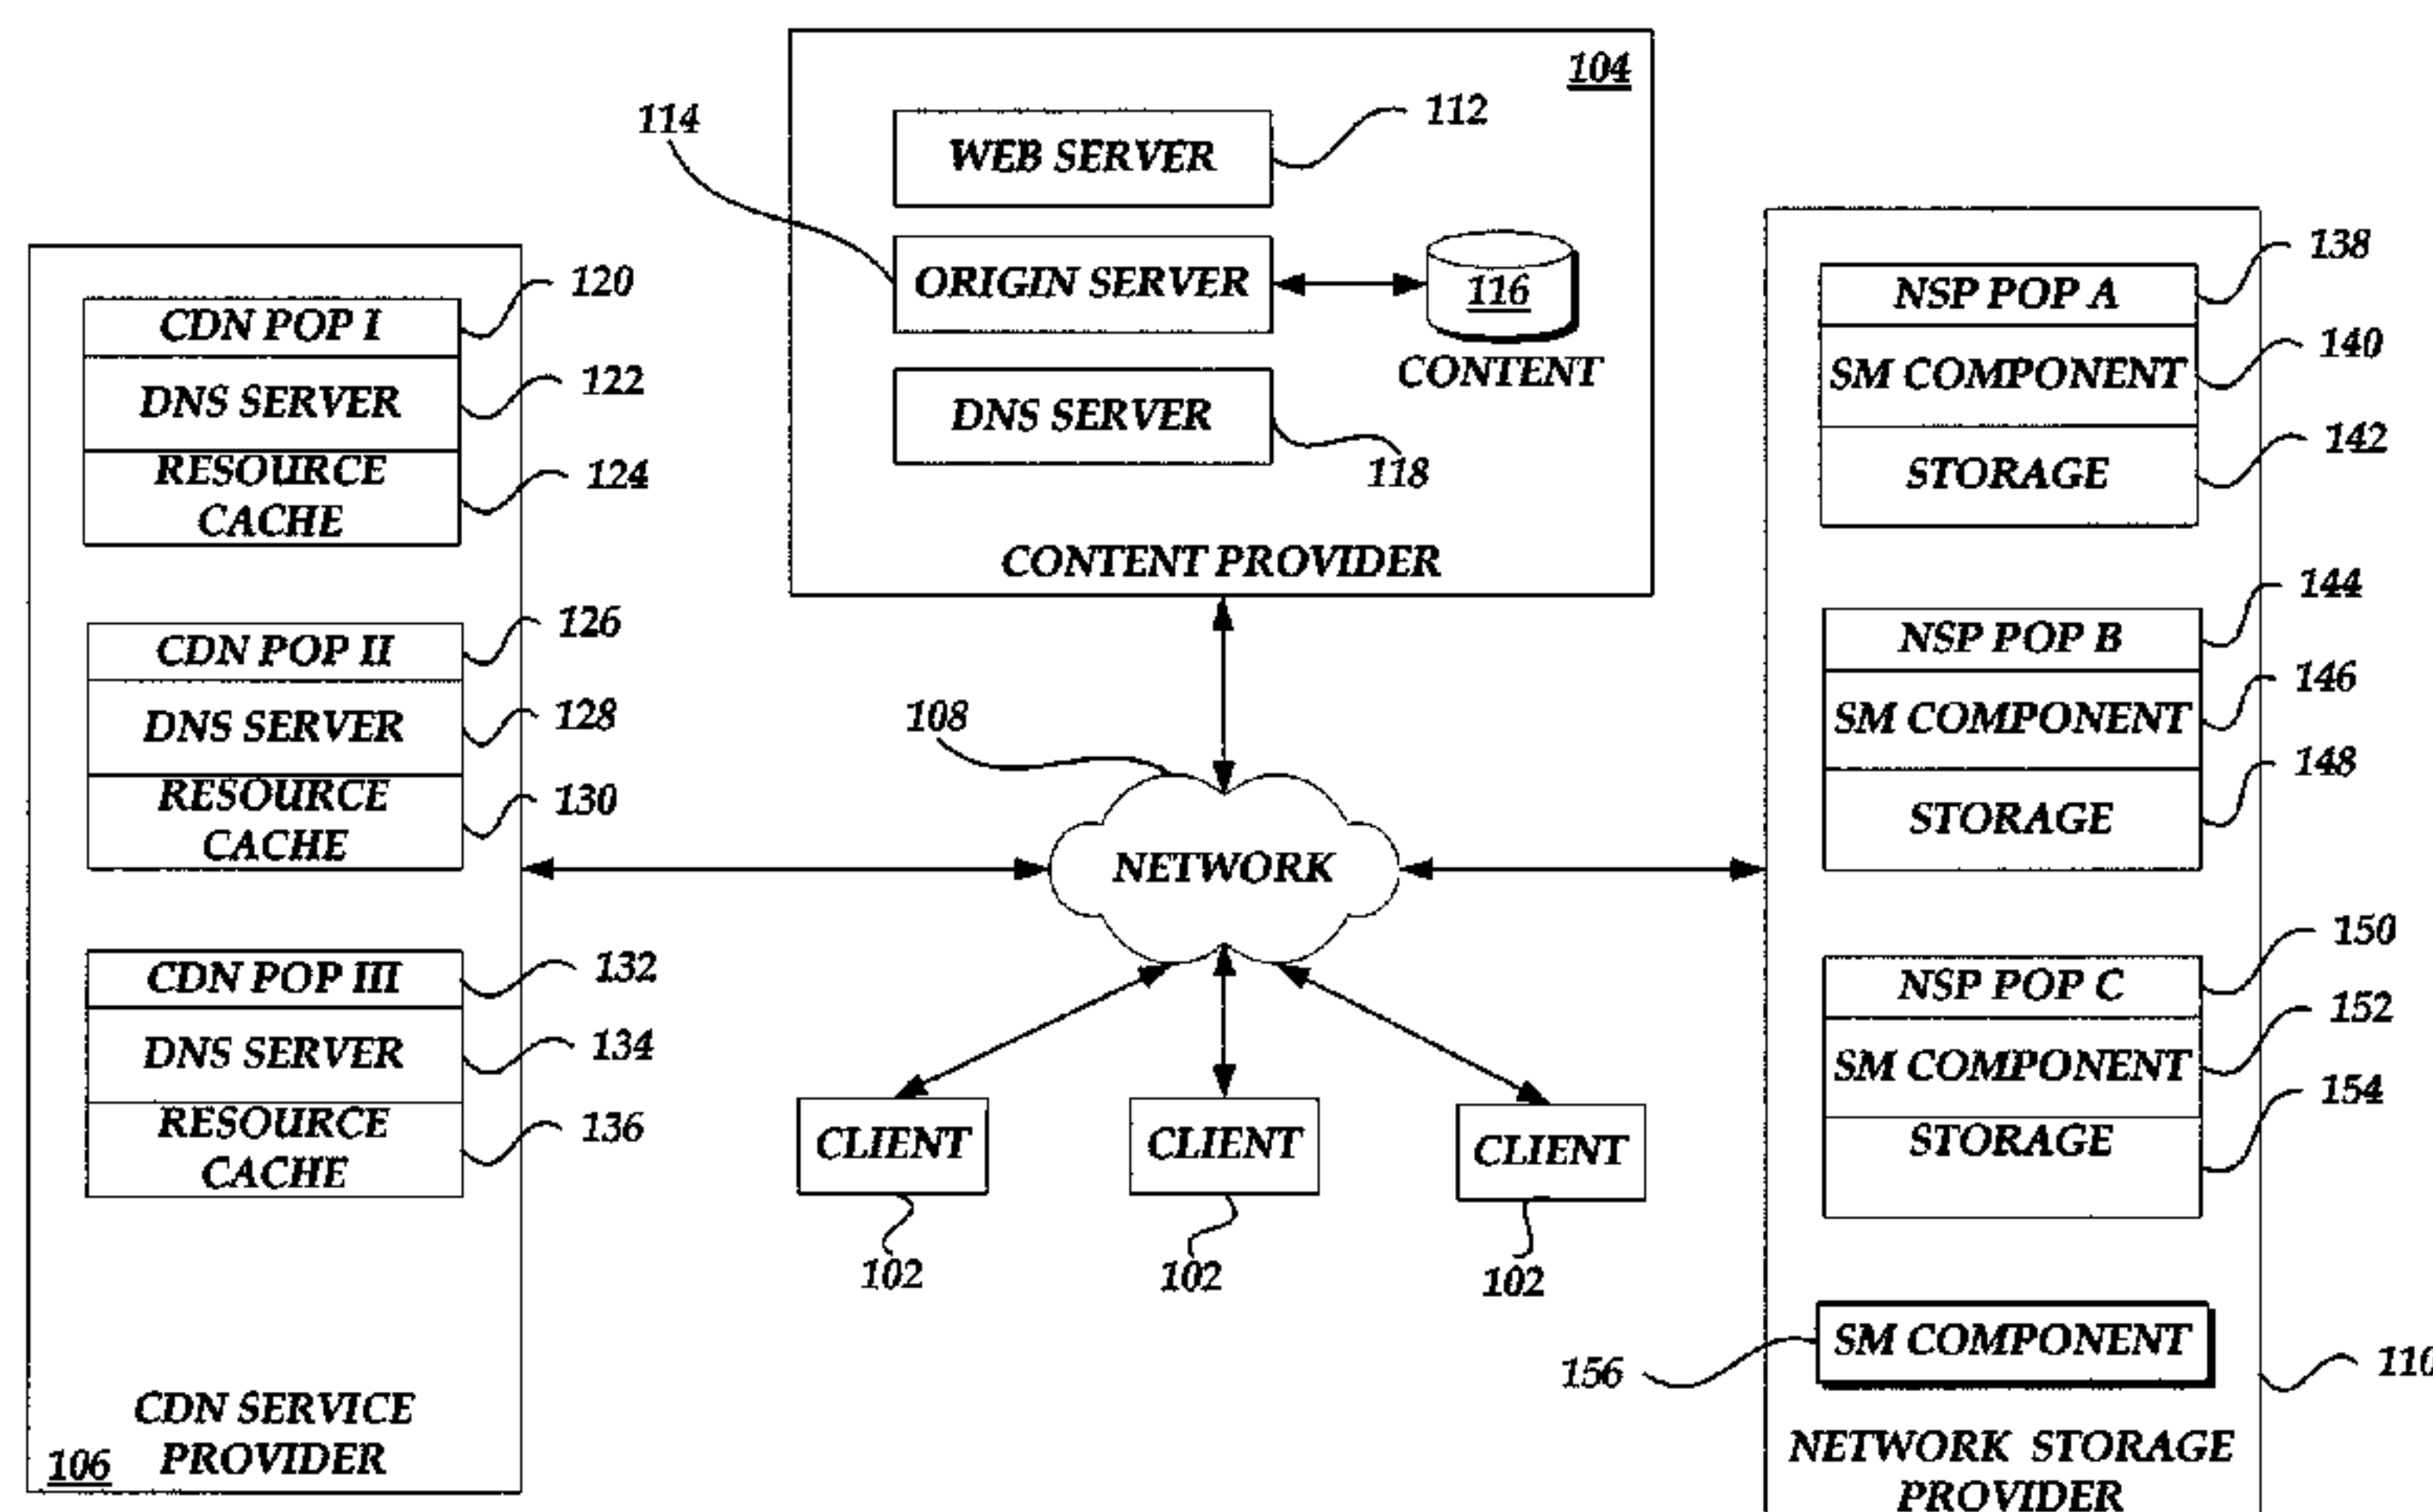 104
114
112
WEB SERVER
ORIGIN SERVER
116
CONTENT
DNS SERVER
118
CONTENT PROVIDER
CDN POP I
120
DNS SERVER
122
RESOURCE
CACHE
124
CDN POP II
126
DNS SERVER
128
RESOURCE
CACHE
130
CDN POP III
132
DNS SERVER
134
RESOURCE
CACHE
136
CDN SERVICE
PROVIDER
106
108
NETWORK
CLIENT
CLIENT
CLIENT
102
102
102
NSP POP A
138
SM COMPONENT
140
STORAGE
142
NSP POP B
144
SM COMPONENT
146
STORAGE
148
NSP POP C
150
SM COMPONENT
152
STORAGE
154
SM COMPONENT
156
110
NETWORK STORAGE
PROVIDER